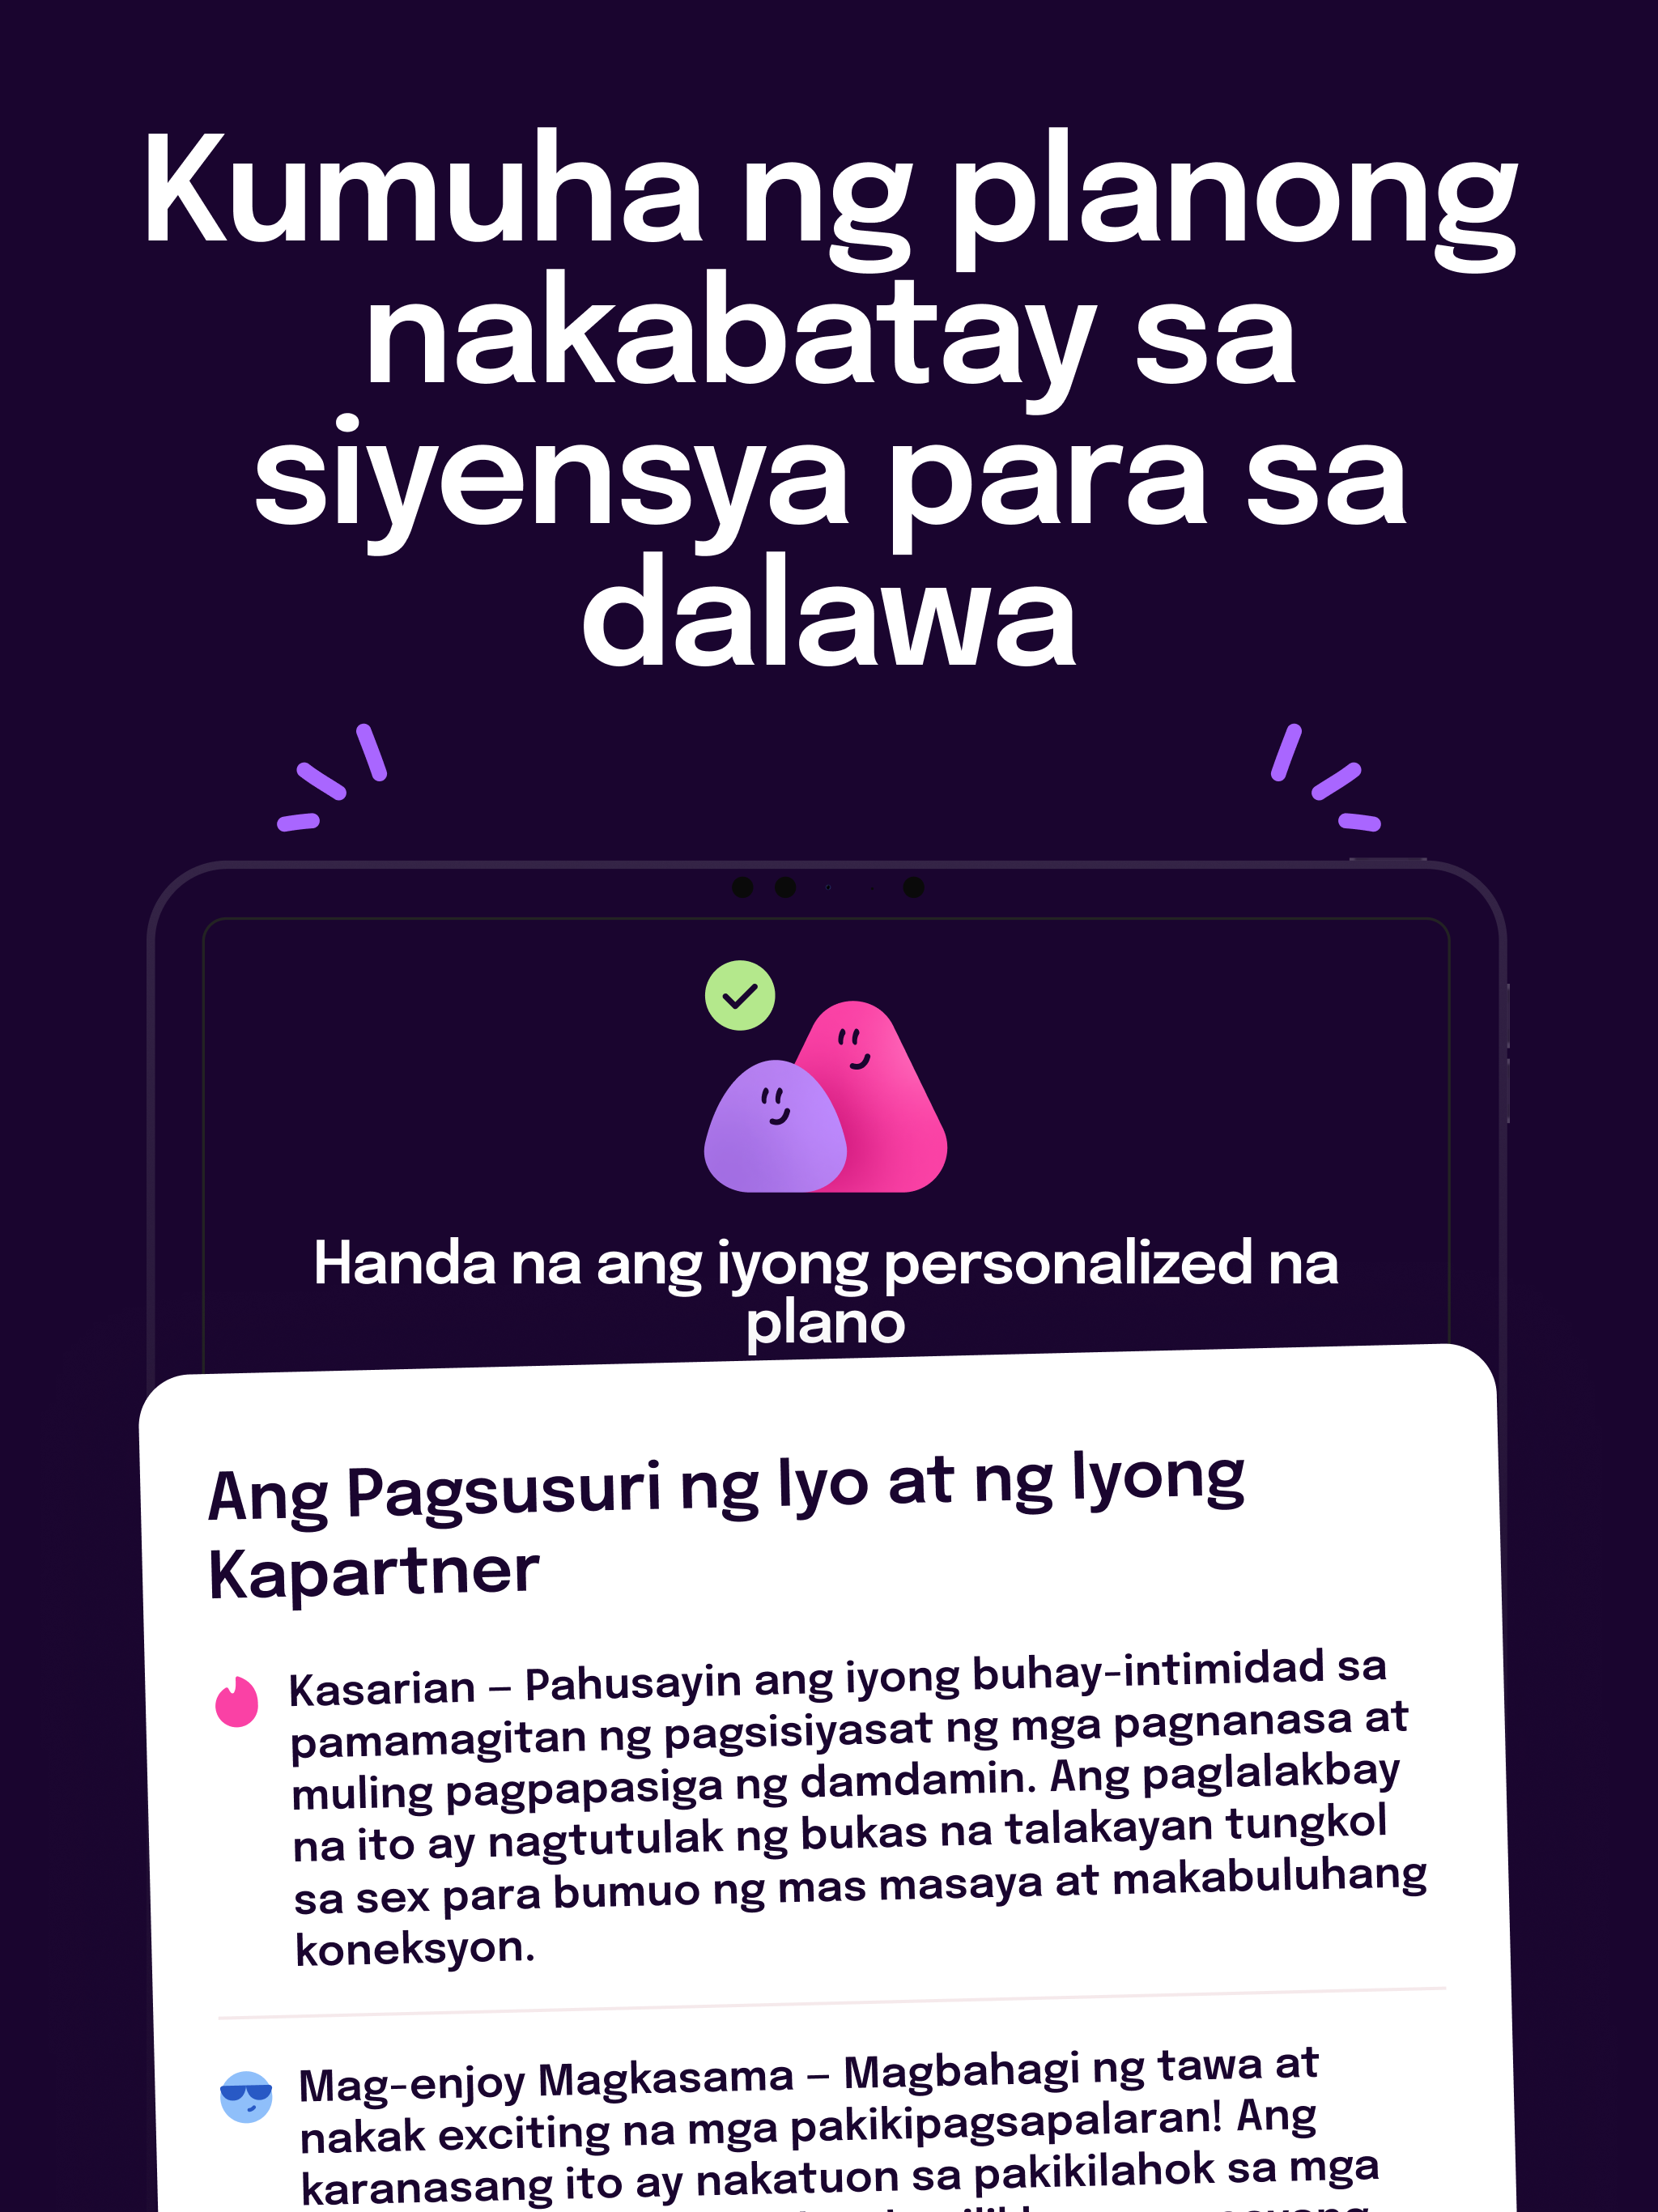 Kumuha ng planong
nakabatay sa
siyensya para sa
dalawa
Handa na ang iyong personalized na
plano
Ang Pagsusuri ng Iyo at ng Iyong
Kapartner
Kasarian – Pahusayin ang iyong buhay-intimidad sa
pamamagitan ng pagsisiyasat ng mga pagnanasa at
muling pagpapasiga ng damdamin. Ang paglalakbay
na ito ay nagtutulak ng bukas na talakayan tungkol
sa sex para bumuo ng mas masaya at makabuluhang
koneksyon.
Mag-enjoy Magkasama – Magbahagi ng tawa at
nakak exciting na mga pakikipagsapalaran! Ang
karanasang ito ay nakatuon sa pakikilahok sa mga